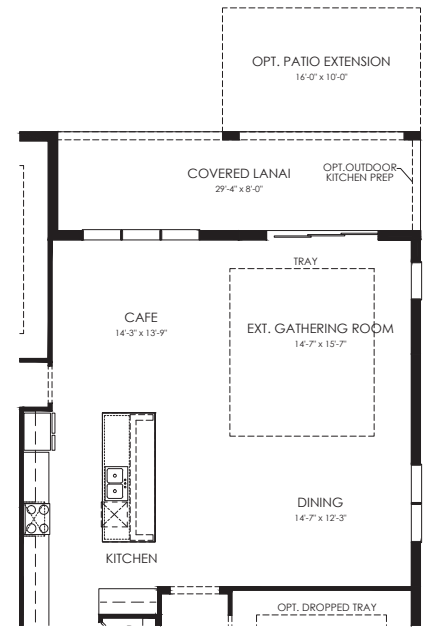 OPT. PATIO EXTENSION
16'-0" x 10'-0"
COVERED LANAI
29'-4" x 8'-0"
OPT.OUTDOOR
KITCHEN PREP
TRAY
CAFE
14'-3" x 13'-9"
EXT. GATHERING ROOM
14'-7" x 15'-7"
DINING
14'-7" x 12'-3"
KITCHEN
OPT. DROPPED TRAY